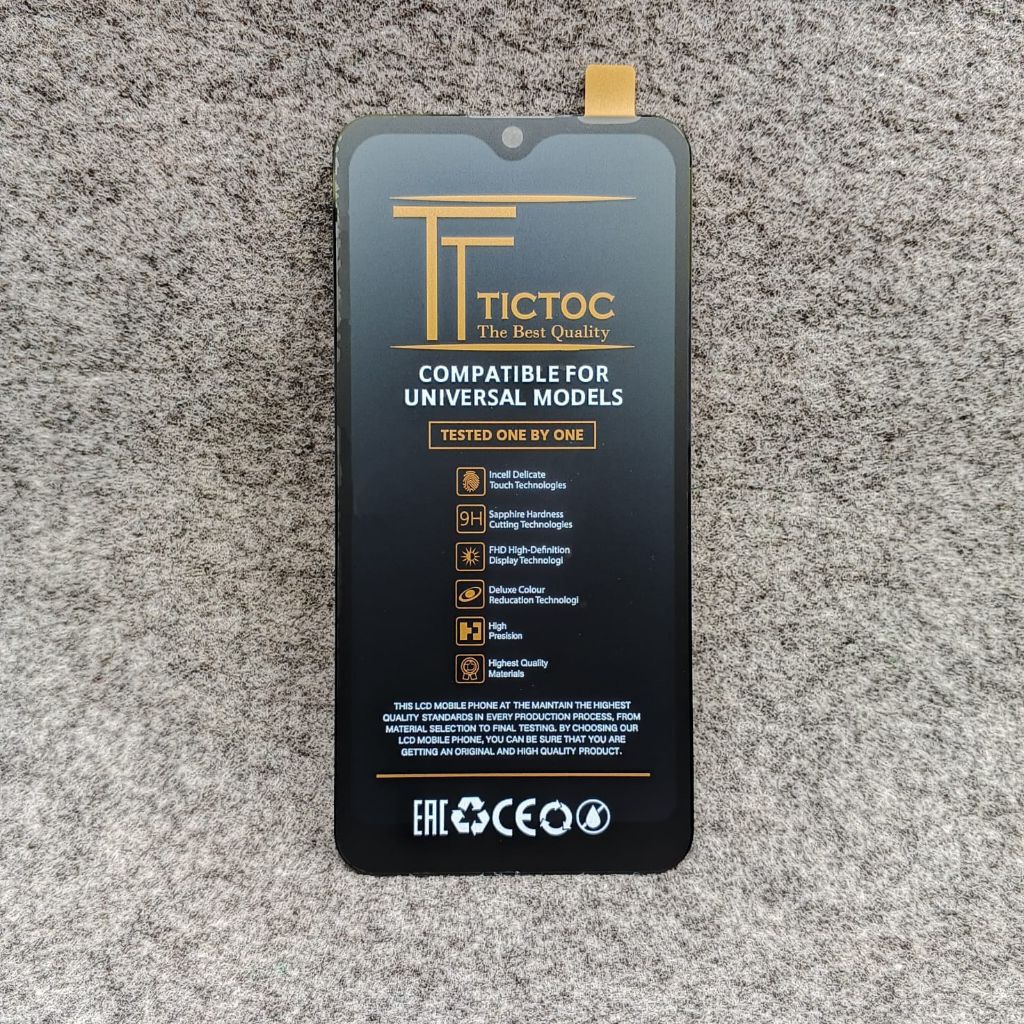 TT
TICTOC
The Best Quality
COMPATIBLE FOR
UNIVERSAL MODELS
TESTED ONE BY ONE
Incell Delicate
Touch Technologies
9H
Sapphire Hardness
Cutting Technologies
FHD High-Definition
Display Technologi
Deluxe Colour
Reducation Technologi
High
Presision
Highest Quality
Materials
THIS LCD MOBILE PHONE AT THE MAINTAIN THE HIGHEST
QUALITY STANDARDS IN EVERY PRODUCTION PROCESS, FROM
MATERIAL SELECTION TO FINAL TESTING. BY CHOOSING OUR
LCD MOBILE PHONE, YOU CAN BE SURE THAT YOU ARE
GETTING AN ORIGINAL AND HIGH QUALITY PRODUCT.
EAC CE